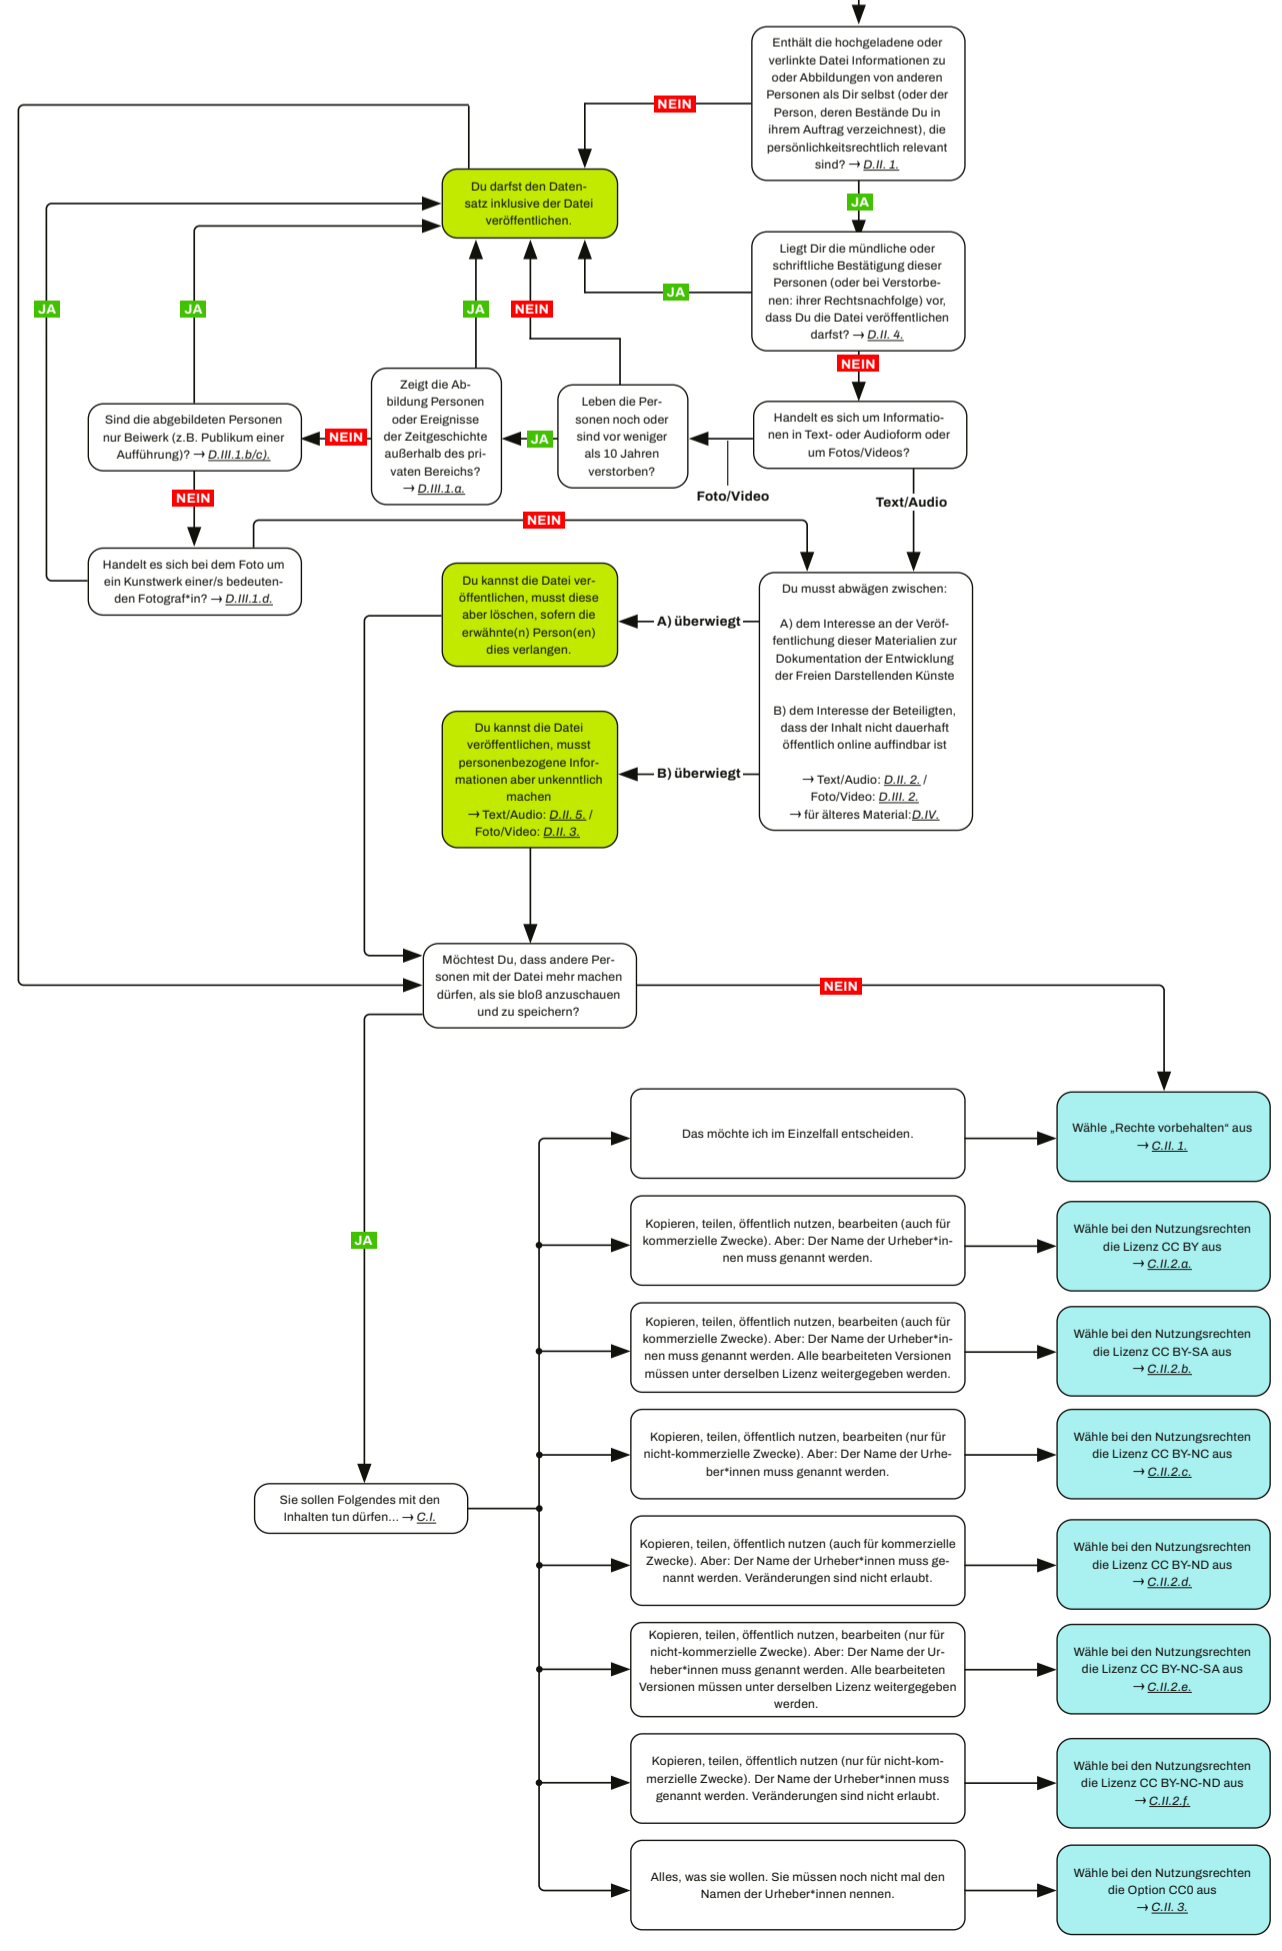 Enthält die hochgeladene oder
verlinkte Datei Informationen zu
oder Abbildungen von anderen
Personen als Dir selbst (oder der
Person, deren Bestände Du in
ihrem Auftrag verzeichnest), die
persönlichkeitsrechtlich relevant
sind? → D.II. 1.
NEIN
JA
Du darfst den Daten-
satz inklusive der Datei
veröffentlichen.
Liegt Dir die mündliche oder
schriftliche Bestätigung dieser
Personen (oder bei Verstorbe-
nen: ihrer Rechtsnachfolge) vor,
dass Du die Datei veröffentlichen
darfst? → D.II. 4.
JA
JA
JA
JA
NEIN
NEIN
Handelt es sich um Informatio-
nen in Text- oder Audioform oder
um Fotos/Videos?
Foto/Video
Text/Audio
Leben die Per-
sonen noch oder
sind vor weniger
als 10 Jahren
verstorben?
JA
Zeigt die Ab-
bildung Personen
oder Ereignisse
der Zeitgeschichte
außerhalb des pri-
vaten Bereichs?
→ D.III.1.a.
NEIN
Sind die abgebildeten Personen
nur Beiwerk (z.B. Publikum einer
Aufführung)? → D.III.1.b/c).
NEIN
Handelt es sich bei dem Foto um
ein Kunstwerk einer/s bedeuten-
den Fotograf*in? → D.III.1.d.
NEIN
Du musst abwägen zwischen:
A) dem Interesse an der Veröf-
fentlichung dieser Materialien zur
Dokumentation der Entwicklung
der Freien Darstellenden Künste
B) dem Interesse der Beteiligten,
dass der Inhalt nicht dauerhaft
öffentlich online auffindbar ist
→ Text/Audio: D.II. 2. /
Foto/Video: D.III. 2.
→ für älteres Material:D.IV.
A) überwiegt
Du kannst die Datei ver-
öffentlichen, musst diese
aber löschen, sofern die
erwähnte(n) Person(en)
dies verlangen.
B) überwiegt
Du kannst die Datei
veröffentlichen, musst
personenbezogene Infor-
mationen aber unkenntlich
machen
→ Text/Audio: D.II. 5. /
Foto/Video: D.II. 3.
Möchtest Du, dass andere Per-
sonen mit der Datei mehr machen
dürfen, als sie bloß anzuschauen
und zu speichern?
NEIN
JA
Sie sollen Folgendes mit den
Inhalten tun dürfen... → C.I.
Das möchte ich im Einzelfall entscheiden.
Wähle „Rechte vorbehalten“ aus
→ C.II. 1.
Kopieren, teilen, öffentlich nutzen, bearbeiten (auch für
kommerzielle Zwecke). Aber: Der Name der Urheber*in-
nen muss genannt werden.
Wähle bei den Nutzungsrechten
die Lizenz CC BY aus
→ C.II.2.a.
Kopieren, teilen, öffentlich nutzen, bearbeiten (auch für
kommerzielle Zwecke). Aber: Der Name der Urheber*in-
nen muss genannt werden. Alle bearbeiteten Versionen
müssen unter derselben Lizenz weitergegeben werden.
Wähle bei den Nutzungsrechten
die Lizenz CC BY-SA aus
→ C.II.2.b.
Kopieren, teilen, öffentlich nutzen, bearbeiten (nur für
nicht-kommerzielle Zwecke). Aber: Der Name der Urhe-
ber*innen muss genannt werden.
Wähle bei den Nutzungsrechten
die Lizenz CC BY-NC aus
→ C.II.2.c.
Kopieren, teilen, öffentlich nutzen (auch für kommerzielle
Zwecke). Aber: Der Name der Urheber*innen muss ge-
nannt werden. Veränderungen sind nicht erlaubt.
Wähle bei den Nutzungsrechten
die Lizenz CC BY-ND aus
→ C.II.2.d.
Kopieren, teilen, öffentlich nutzen, bearbeiten (nur für
nicht-kommerzielle Zwecke). Aber: Der Name der Ur-
heber*innen muss genannt werden. Alle bearbeiteten
Versionen müssen unter derselben Lizenz weitergegeben
werden.
Wähle bei den Nutzungsrechten
die Lizenz CC BY-NC-SA aus
→ C.II.2.e.
Kopieren, teilen, öffentlich nutzen (nur für nicht-kom-
merzielle Zwecke). Der Name der Urheber*innen muss
genannt werden. Veränderungen sind nicht erlaubt.
Wähle bei den Nutzungsrechten
die Lizenz CC BY-NC-ND aus
→ C.II.2.f.
Alles, was sie wollen. Sie müssen noch nicht mal den
Namen der Urheber*innen nennen.
Wähle bei den Nutzungsrechten
die Option CC0 aus
→ C.II. 3.